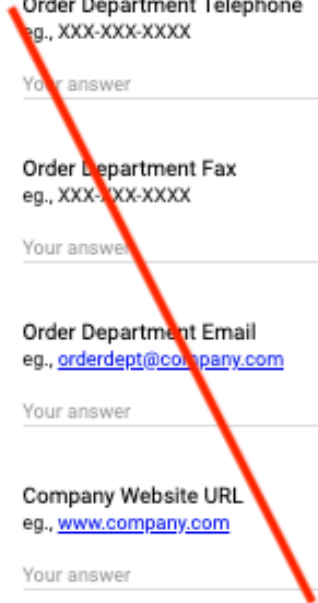 Order Department Telephone
eg., XXX-XXX-XXXX
Your answer
Order Department Fax
eg., XXX-XXX-XXXX
Your answer
Order Department Email
eg., orderdept@company.com
Your answer
Company Website URL
eg., www.company.com
Your answer